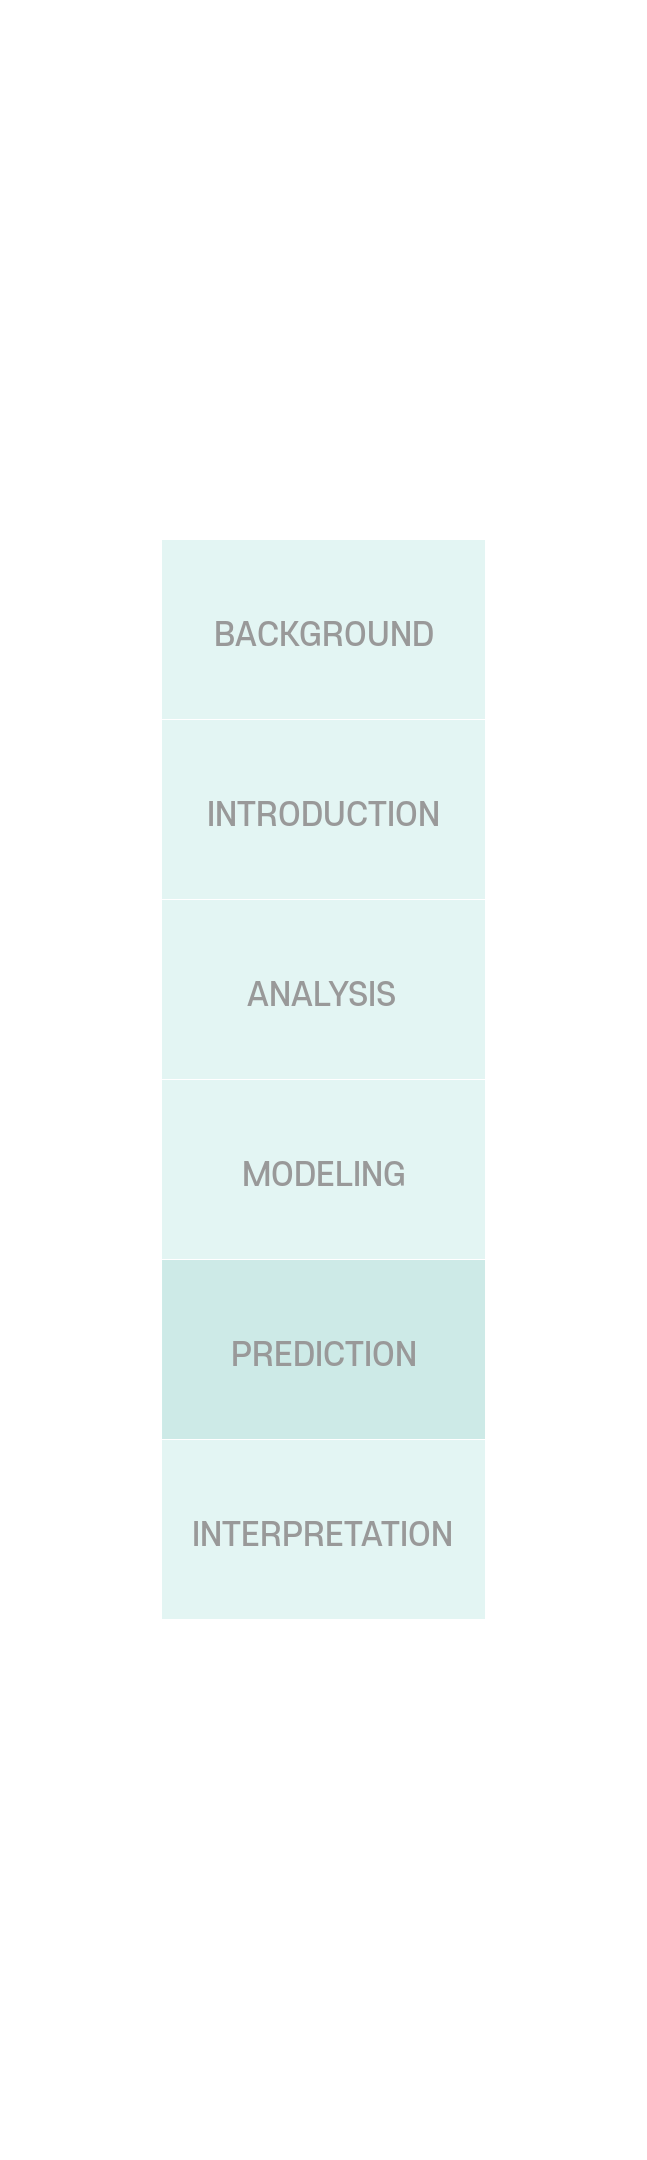 BACKGROUND
INTRODUCTION
ANALYSIS
MODELING
PREDICTION
INTERPRETATION